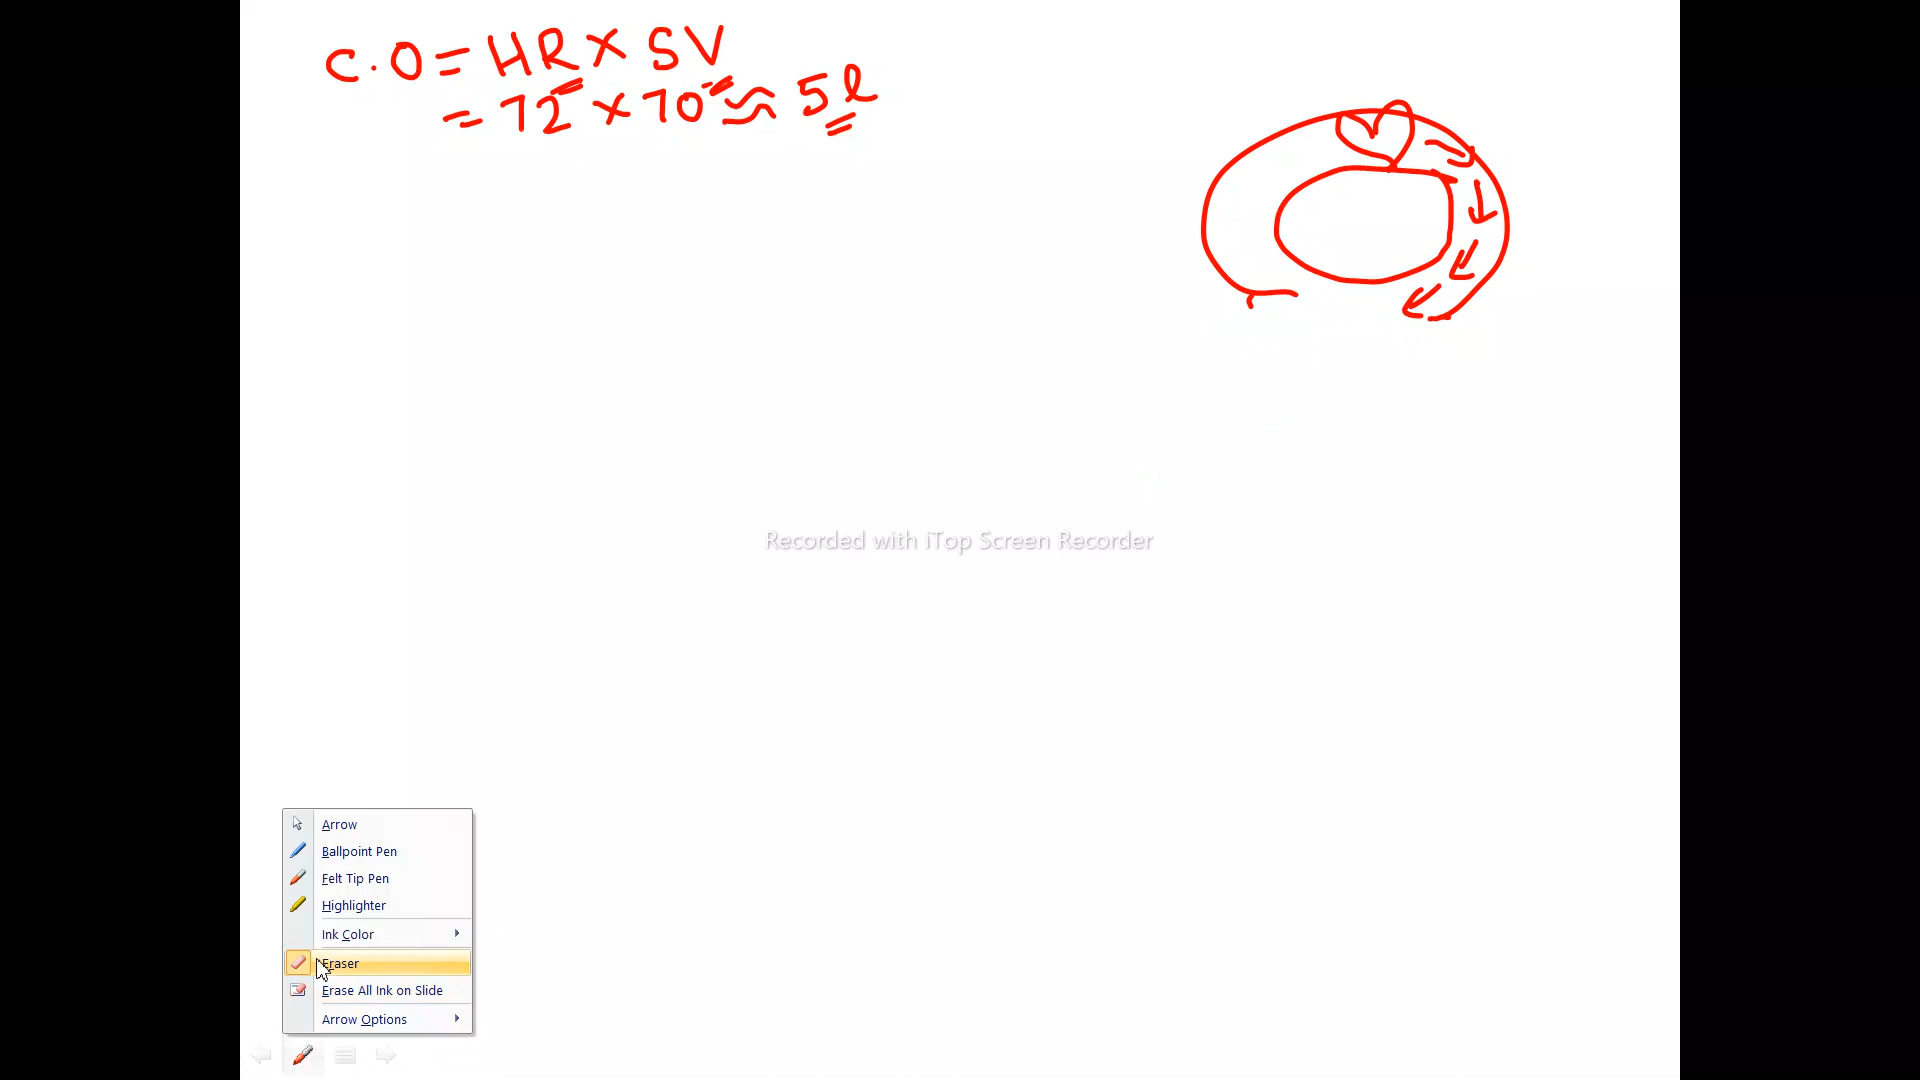 C.O = HR X SV
= 72 x 70 ≈ 5 l
Recorded with iTop Screen Recorder
Arrow
Ballpoint Pen
Felt Tip Pen
Highlighter
Ink Color
Eraser
Erase All Ink on Slide
Arrow Options